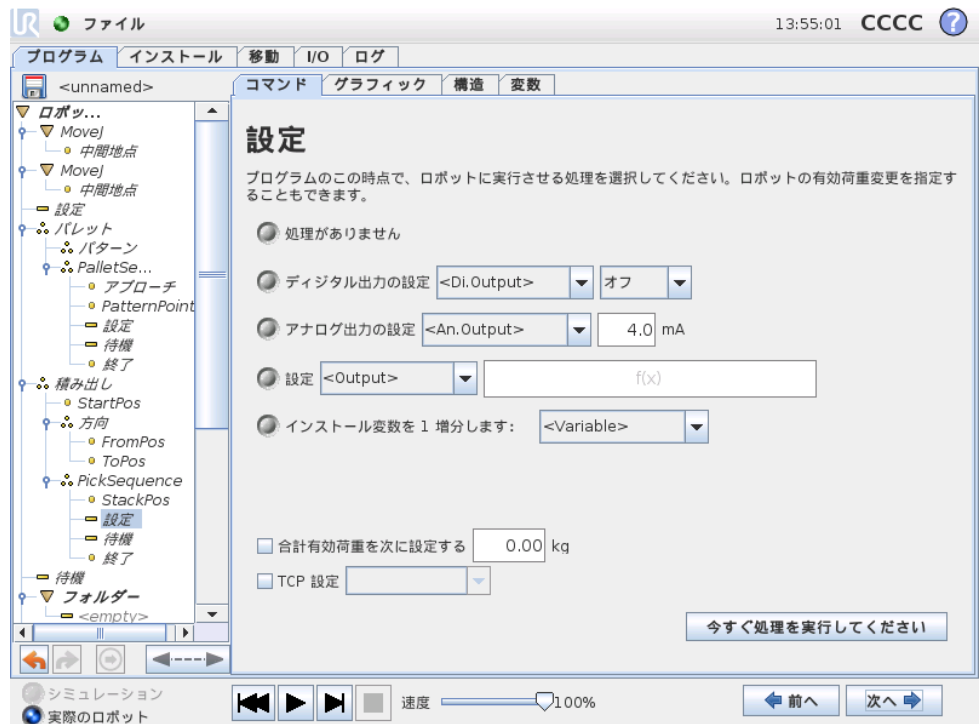 UR ファイル 13:55:01 CCCC ?
プログラム インストール 移動 I/O ログ
<unnamed>
コマンド グラフィック 構造 変数
ロボッ...
MoveJ
中間地点
MoveJ
中間地点
設定
パレット
パターン
PalletSe...
アプローチ
PatternPoint
設定
待機
終了
積み出し
StartPos
方向
FromPos
ToPos
PickSequence
StackPos
設定
待機
終了
待機
フォルダー
<empty>
設定
プログラムのこの時点で、ロボットに実行させる処理を選択してください。ロボットの有効荷重変更を指定す
ることもできます。
処理がありません
ディジタル出力の設定 <Di.Output> オフ
アナログ出力の設定 <An.Output> 4.0 mA
設定 <Output> f(x)
インストール変数を 1 増分します: <Variable>
合計有効荷重を次に設定する 0.00 kg
TCP 設定
今すぐ処理を実行してください
シミュレーション
実際のロボット
速度 100%
前へ 次へ